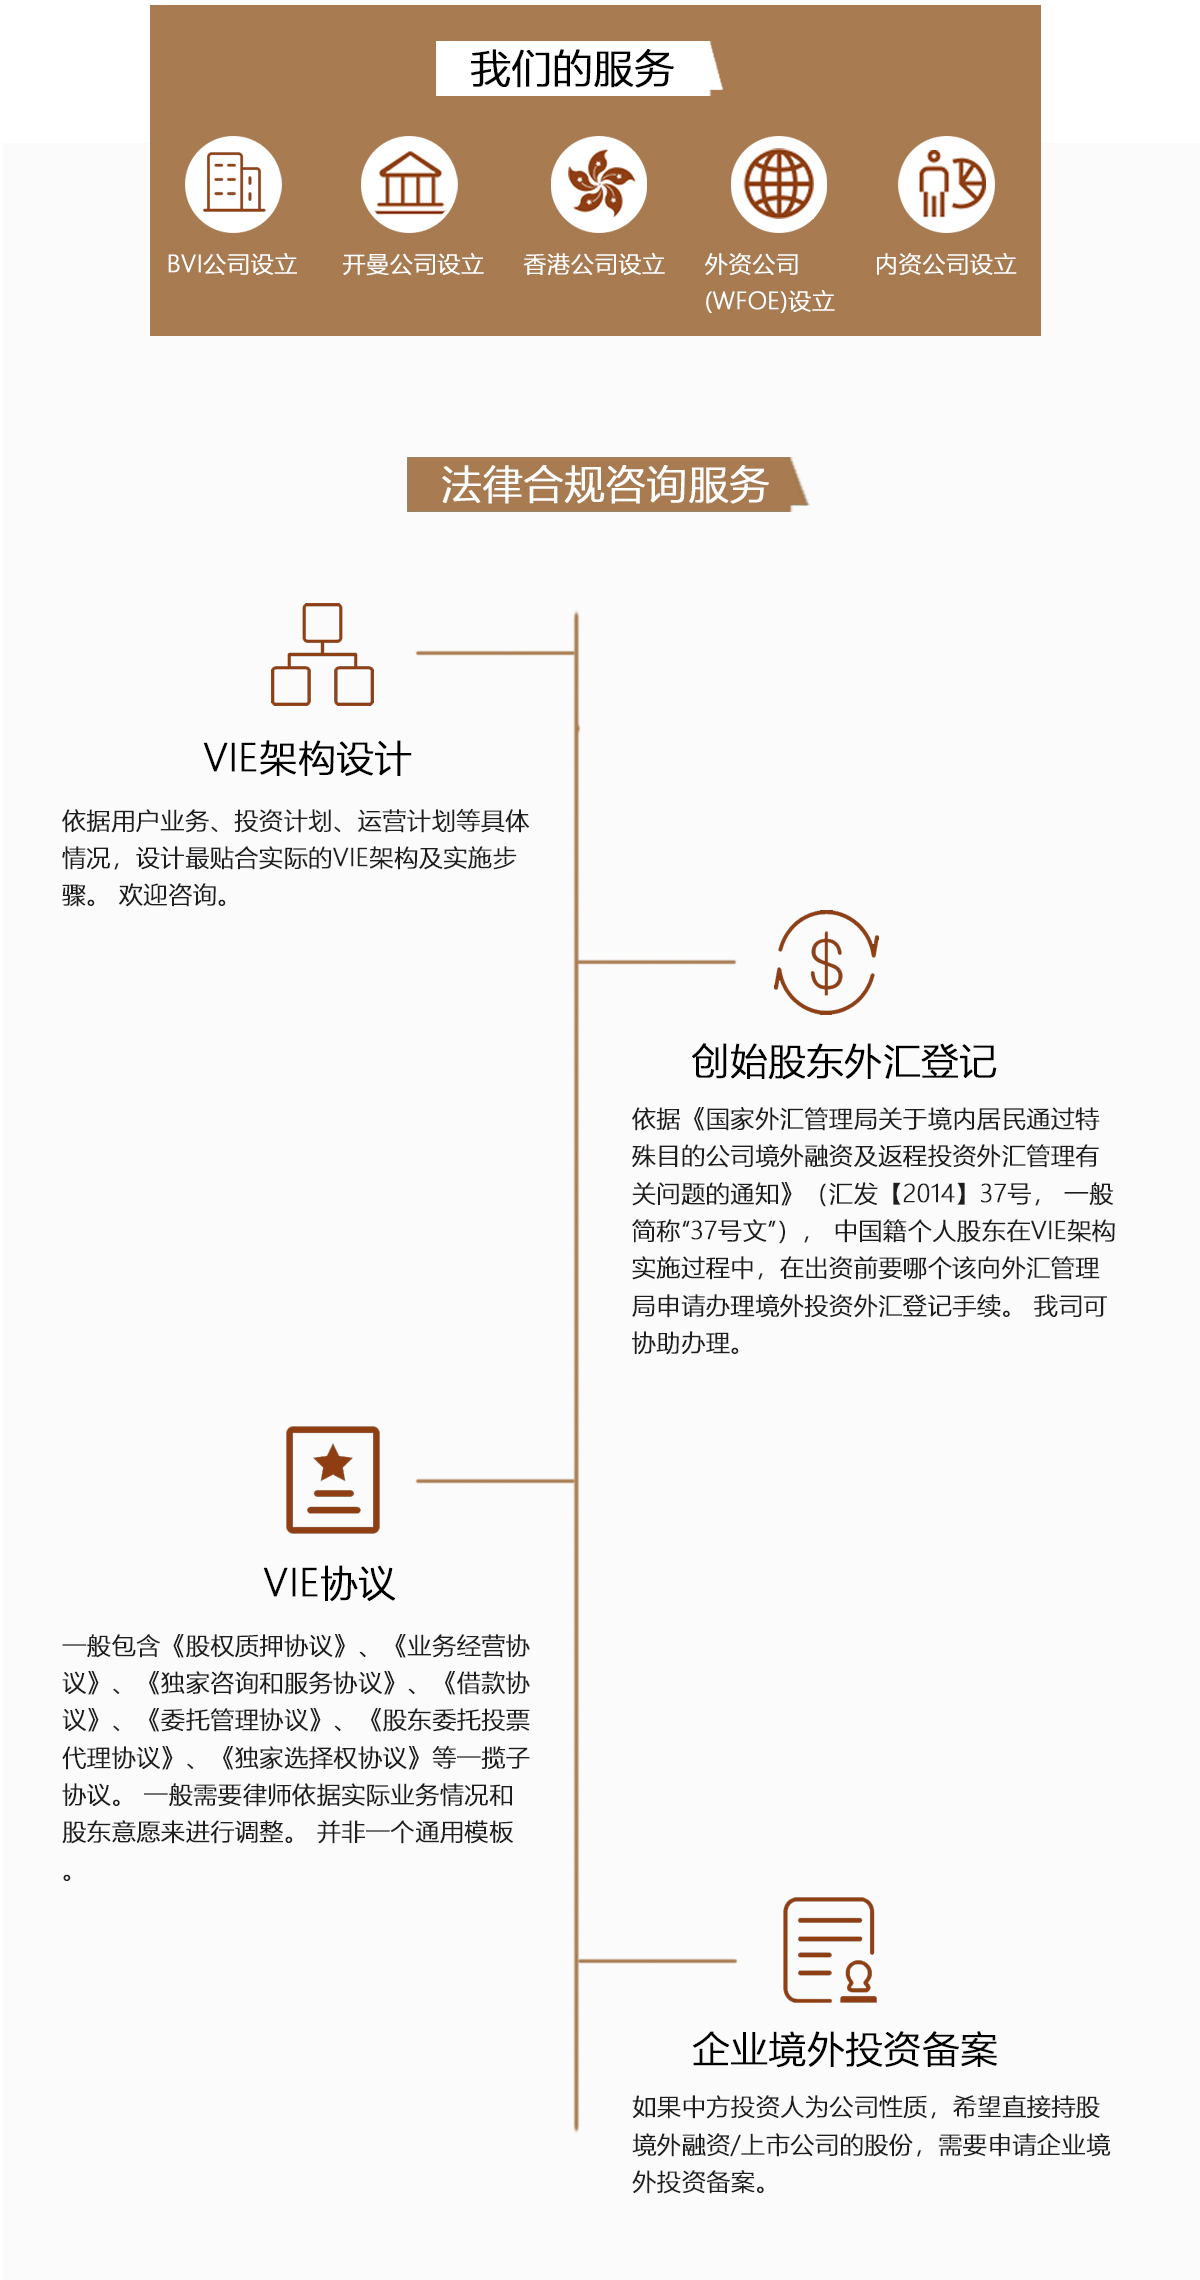 我们的服务
BVI公司设立
开曼公司设立
香港公司设立
外资公司
(WFOE)设立
内资公司设立
法律合规咨询服务
VIE架构设计
依据用户业务、投资计划、运营计划等具体
情况，设计最贴合实际的VIE架构及实施步
骤。 欢迎咨询。
创始股东外汇登记
依据《国家外汇管理局关于境内居民通过特
殊目的公司境外融资及返程投资外汇管理有
关问题的通知》（汇发【2014】37号， 一般
简称“37号文”）， 中国籍个人股东在VIE架构
实施过程中，在出资前要哪个该向外汇管理
局申请办理境外投资外汇登记手续。 我司可
协助办理。
VIE协议
一般包含《股权质押协议》、《业务经营协
议》、《独家咨询和服务协议》、《借款协
议》、《委托管理协议》、《股东委托投票
代理协议》、《独家选择权协议》等一揽子
协议。 一般需要律师依据实际业务情况和
股东意愿来进行调整。 并非一个通用模板
。
企业境外投资备案
如果中方投资人为公司性质，希望直接持股
境外融资/上市公司的股份，需要申请企业境
外投资备案。